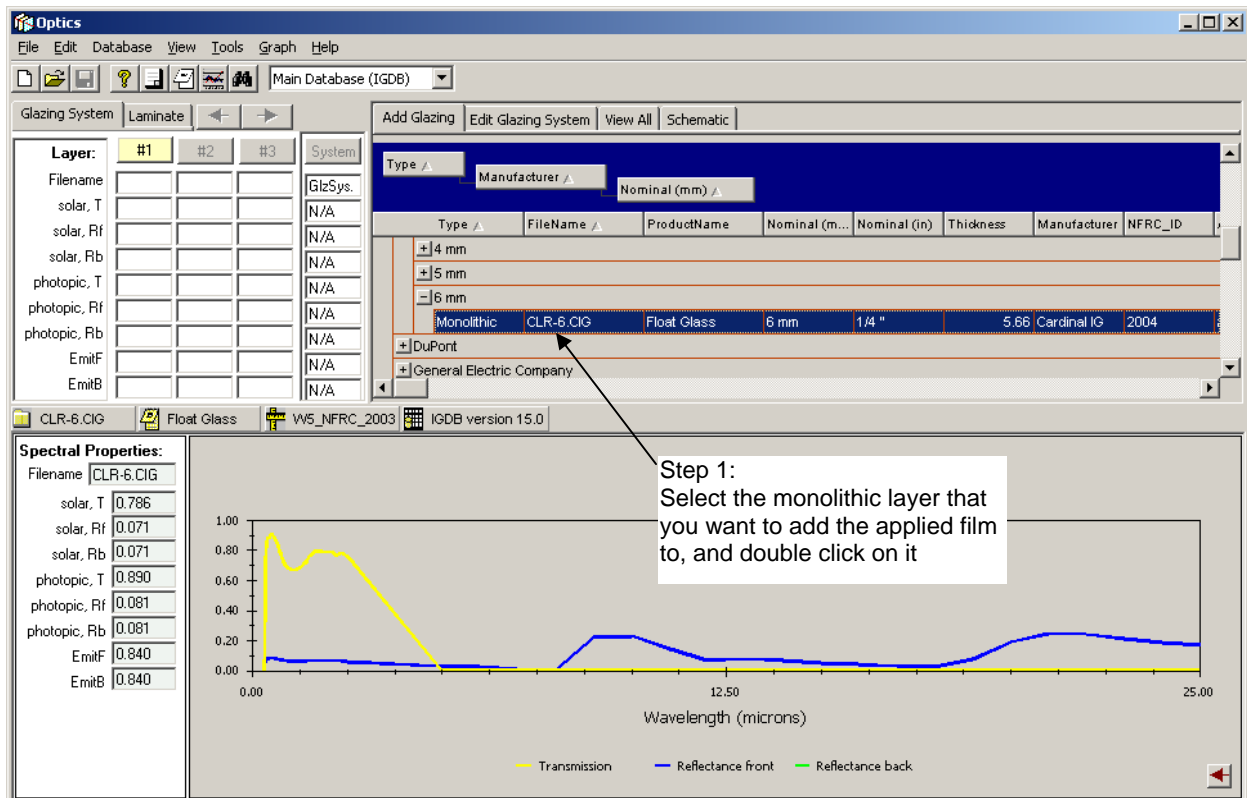 Optics
File Edit Database View Tools Graph Help
Main Database (IGDB)
Glazing System Laminate
Add Glazing Edit Glazing System View All Schematic
Layer: #1 #2 #3 System
Filename GlzSys.
solar, T N/A
solar, Rf N/A
solar, Rb N/A
photopic, T N/A
photopic, Rf N/A
photopic, Rb N/A
EmitF N/A
EmitB N/A
Type
Manufacturer
Nominal (mm)
Type FileName ProductName Nominal (m... Nominal (in) Thickness Manufacturer NFRC_ID
4 mm
5 mm
6 mm
Monolithic CLR-6.CIG Float Glass 6 mm 1/4 " 5.66 Cardinal IG 2004
DuPont
General Electric Company
CLR-6.CIG Float Glass W5_NFRC_2003 IGDB version 15.0
Spectral Properties:
Filename CLR-6.CIG
solar, T 0.786
solar, Rf 0.071
solar, Rb 0.071
photopic, T 0.890
photopic, Rf 0.081
photopic, Rb 0.081
EmitF 0.840
EmitB 0.840
Step 1:
Select the monolithic layer that
you want to add the applied film
to, and double click on it
1.00
0.80
0.60
0.40
0.20
0.00
0.00 12.50 25.00
Wavelength (microns)
Transmission Reflectance front Reflectance back